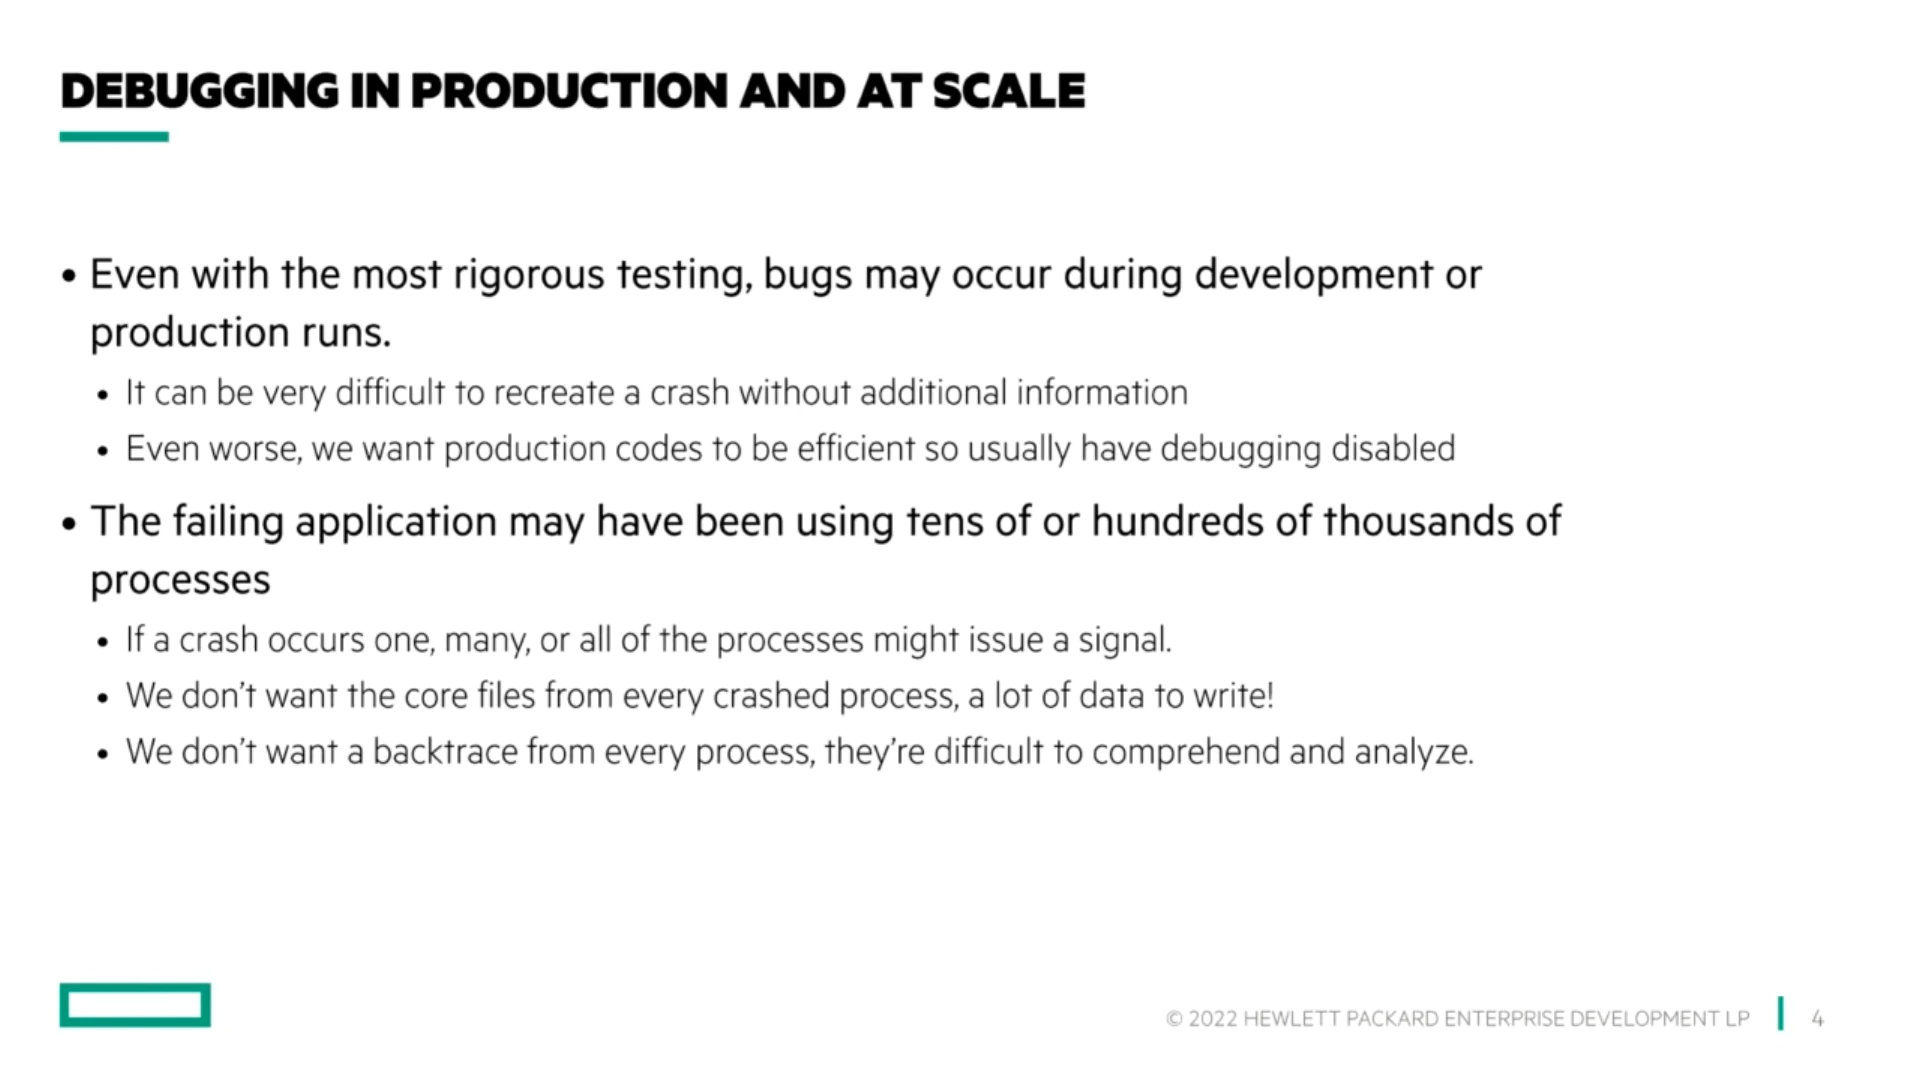 DEBUGGING IN PRODUCTION AND AT SCALE
• Even with the most rigorous testing, bugs may occur during development or
production runs.
• It can be very difficult to recreate a crash without additional information
• Even worse, we want production codes to be efficient so usually have debugging disabled
• The failing application may have been using tens of or hundreds of thousands of
processes
• If a crash occurs one, many, or all of the processes might issue a signal.
• We don’t want the core files from every crashed process, a lot of data to write!
• We don’t want a backtrace from every process, they’re difficult to comprehend and analyze.
© 2022 HEWLETT PACKARD ENTERPRISE DEVELOPMENT LP 4